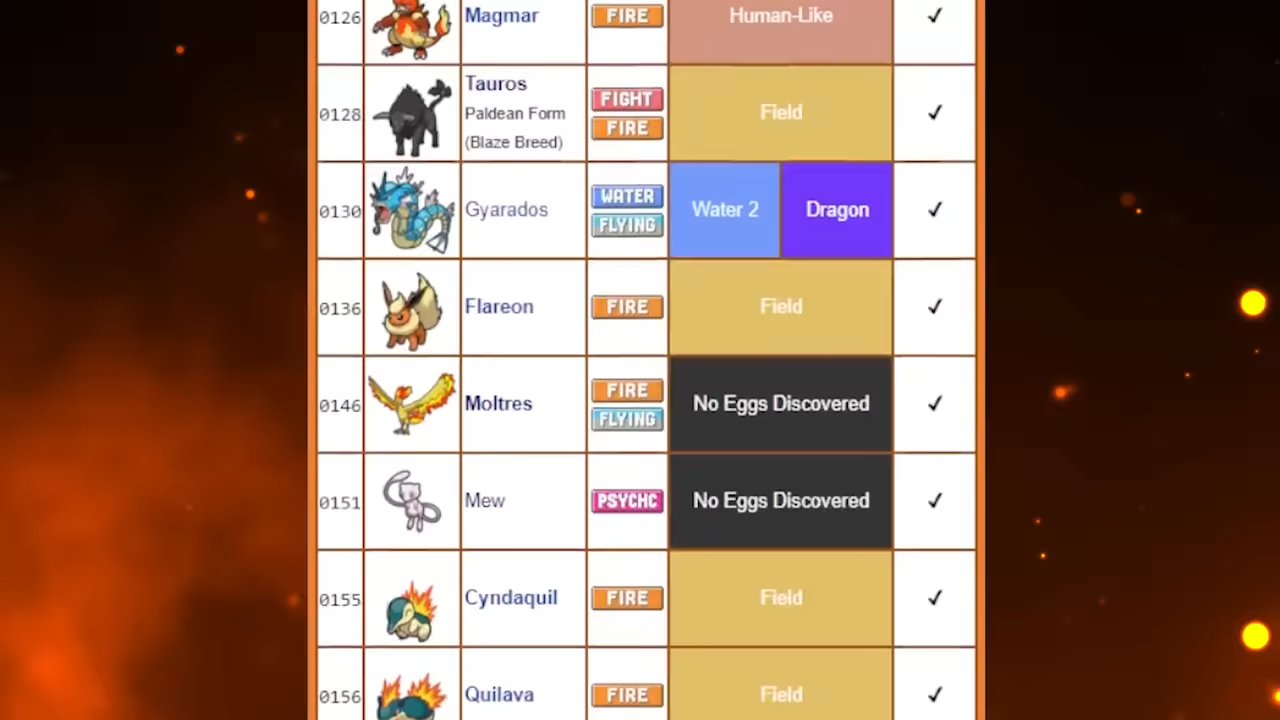 0126 Magmar FIRE Human-Like ✓
0128 Tauros
Paldean Form
(Blaze Breed)
FIGHT
FIRE
Field ✓
0130 Gyarados WATER
FLYING
Water 2 Dragon ✓
0136 Flareon FIRE Field ✓
0146 Moltres FIRE
FLYING
No Eggs Discovered ✓
0151 Mew PSYCHC No Eggs Discovered ✓
0155 Cyndaquil FIRE Field ✓
0156 Quilava FIRE Field ✓